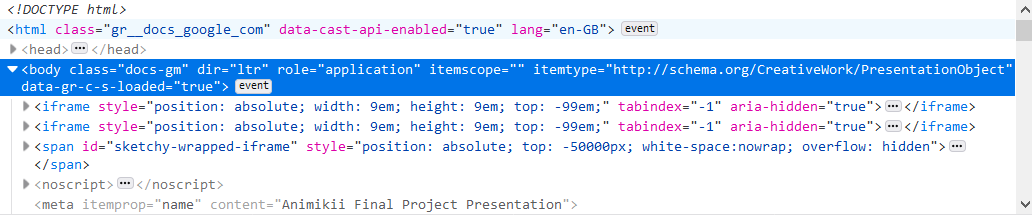 <!DOCTYPE html>
<html class="gr__docs_google_com" data-cast-api-enabled="true" lang="en-GB"> event
<head> ··· </head>
<body class="docs-gm" dir="ltr" role="application" itemscope="" itemtype="http://schema.org/CreativeWork/PresentationObject"
data-gr-c-s-loaded="true"> event
<iframe style="position: absolute; width: 9em; height: 9em; top: -99em;" tabindex="-1" aria-hidden="true"> ··· </iframe>
<iframe style="position: absolute; width: 9em; height: 9em; top: -99em;" tabindex="-1" aria-hidden="true"> ··· </iframe>
<span id="sketchy-wrapped-iframe" style="position: absolute; top: -50000px; white-space:nowrap; overflow: hidden"> ···
</span>
<noscript> ··· </noscript>
<meta itemprop="name" content="Animikii Final Project Presentation">